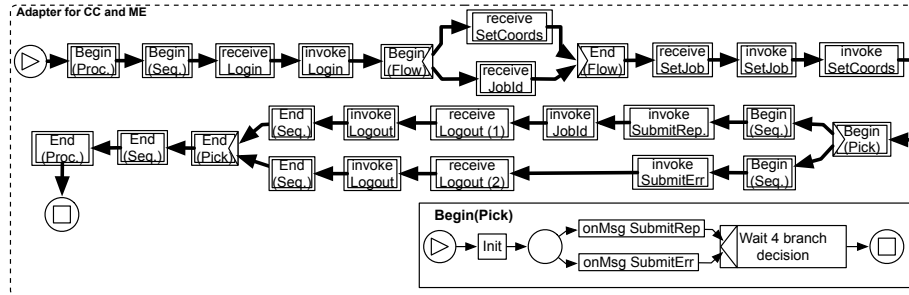 Adapter for CC and ME
Begin
(Proc.)
Begin
(Seq.)
receive
Login
invoke
Login
Begin
(Flow)
receive
SetCoords
receive
JobId
End
(Flow)
receive
SetJob
invoke
SetJob
invoke
SetCoords
End
(Proc.)
End
(Seq.)
End
(Pick)
End
(Seq.)
invoke
Logout
receive
Logout (1)
invoke
JobId
invoke
SubmitRep.
Begin
(Seq.)
Begin
(Pick)
End
(Seq.)
invoke
Logout
receive
Logout (2)
invoke
SubmitErr
Begin
(Seq.)
Begin(Pick)
Init
onMsg SubmitRep
onMsg SubmitErr
Wait 4 branch
decision